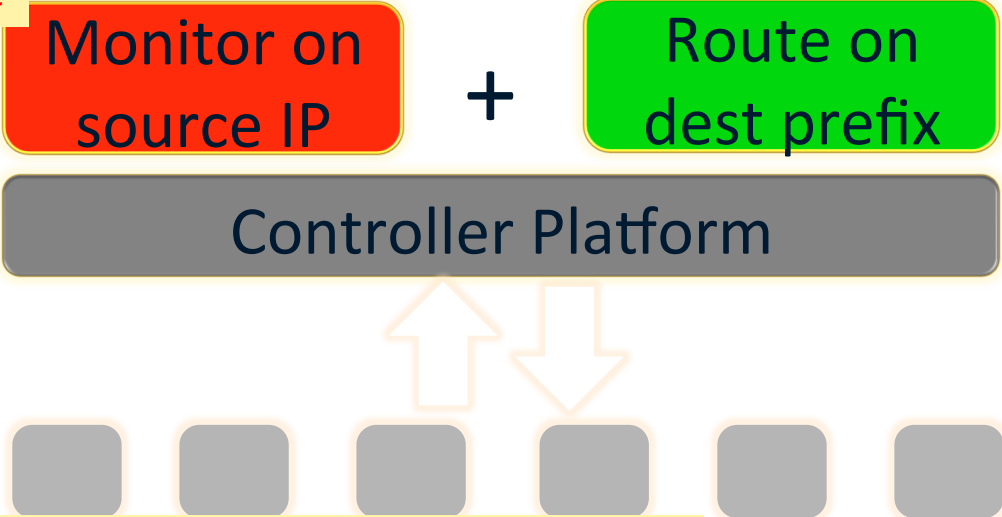 Monitor on
source IP
+
Route on
dest prefix
Controller Platform